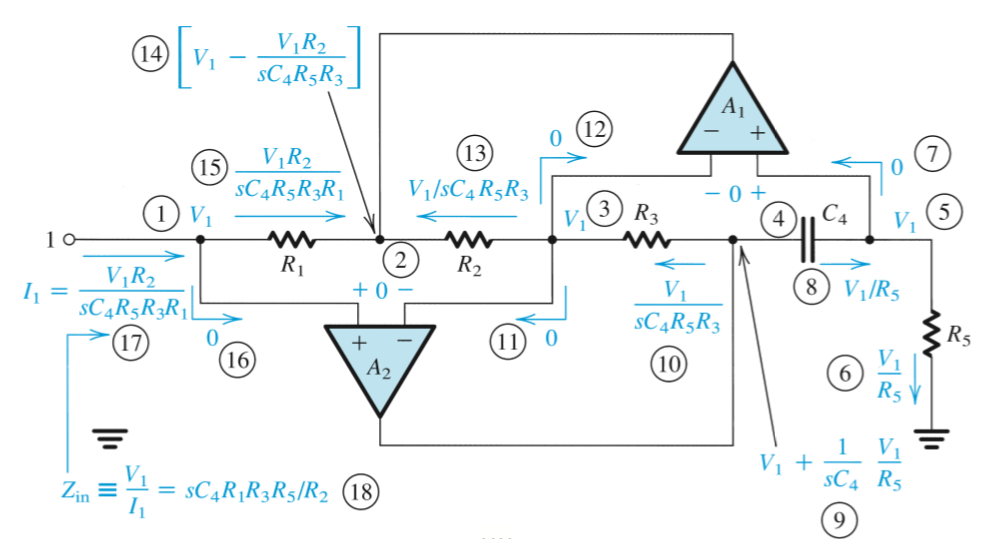 ⑭ [V₁ − V₁R₂ / sC₄R₅R₃]
A₁
− +
0 ⑫
⑬
V₁/sC₄R₅R₃
⑮ V₁R₂ / sC₄R₅R₃R₁
0 ⑦
− 0 +
① V₁
V₁ ③ R₃
④ C₄
V₁ ⑤
1
R₁
②
R₂
⑧ V₁/R₅
I₁ = V₁R₂ / sC₄R₅R₃R₁
+ 0 −
V₁ / sC₄R₅R₃
⑰
0
⑯
+ −
A₂
⑪ 0
⑩
R₅
⑥ V₁ / R₅
V₁ + 1 / sC₄ V₁ / R₅
⑨
Zᵢₙ ≡ V₁ / I₁ = sC₄R₁R₃R₅/R₂ ⑱